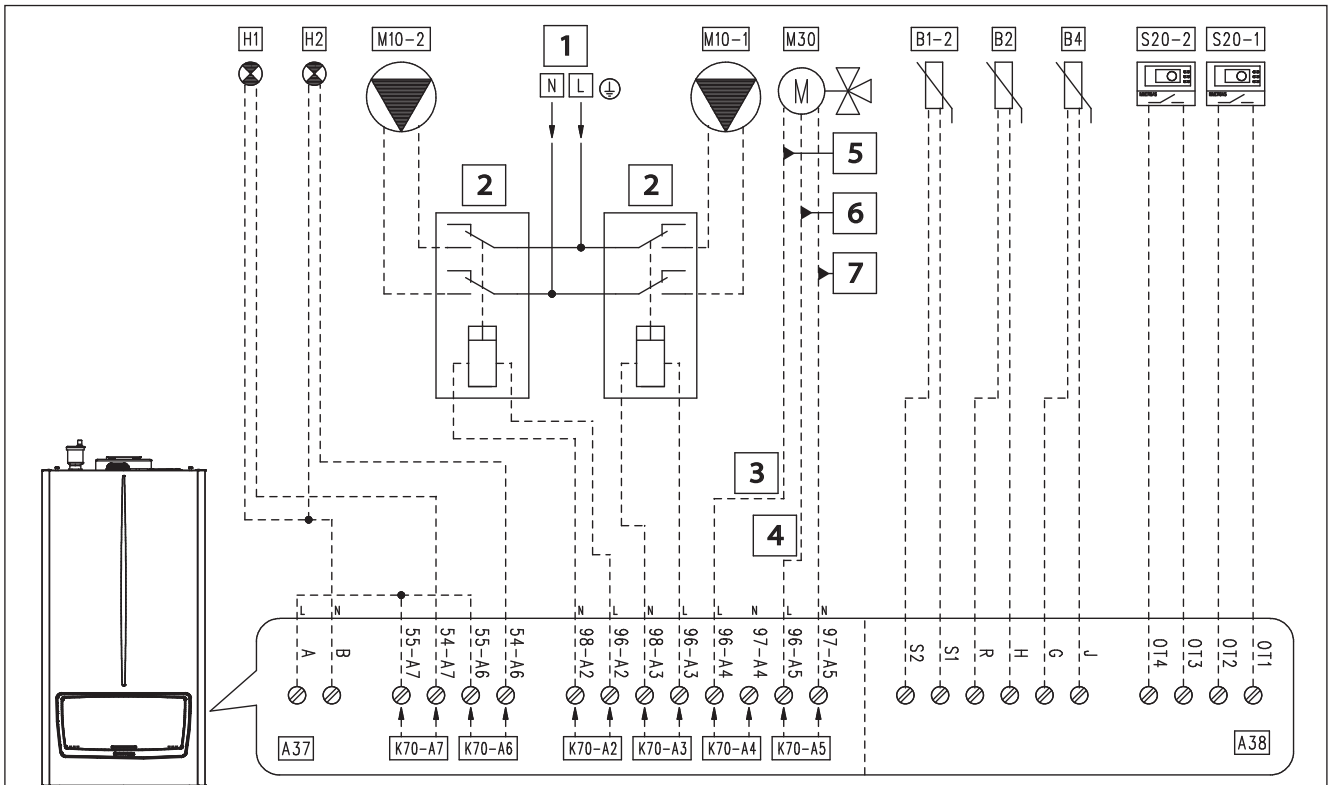 H1 H2 M10-2 1 M10-1 M30 B1-2 B2 B4 S20-2 S20-1
N L
M
5
2 2
6
7
3
4
L N N L N L L N L N
A B 55-A7 54-A7 55-A6 54-A6 98-A2 96-A2 98-A3 96-A3 96-A4 97-A4 96-A5 97-A5 S2 S1 R H G J OT4 OT3 OT2 OT1
A37 K70-A7 K70-A6 K70-A2 K70-A3 K70-A4 K70-A5 A38